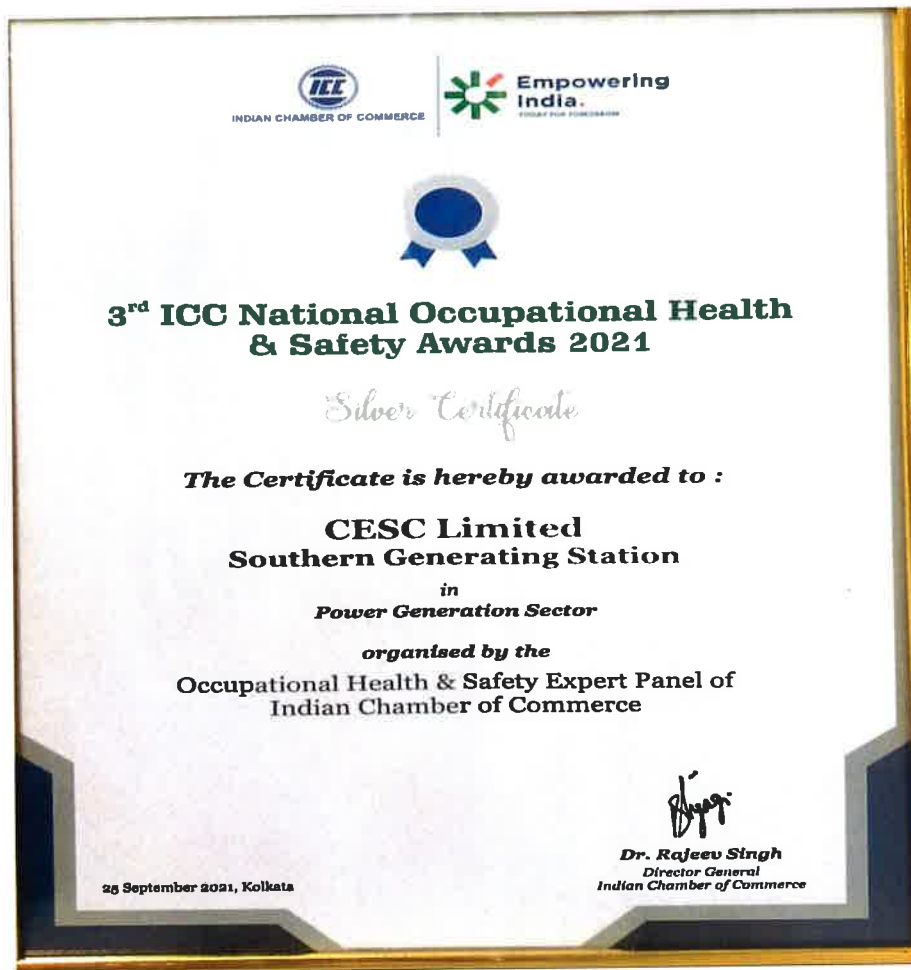 ICC
INDIAN CHAMBER OF COMMERCE
Empowering
India.
TODAY FOR TOMORROW
3rd ICC National Occupational Health
& Safety Awards 2021
Silver Certificate
The Certificate is hereby awarded to :
CESC Limited
Southern Generating Station
in
Power Generation Sector
organised by the
Occupational Health & Safety Expert Panel of
Indian Chamber of Commerce
Dr. Rajeev Singh
Director General
Indian Chamber of Commerce
September 2021, Kolkata